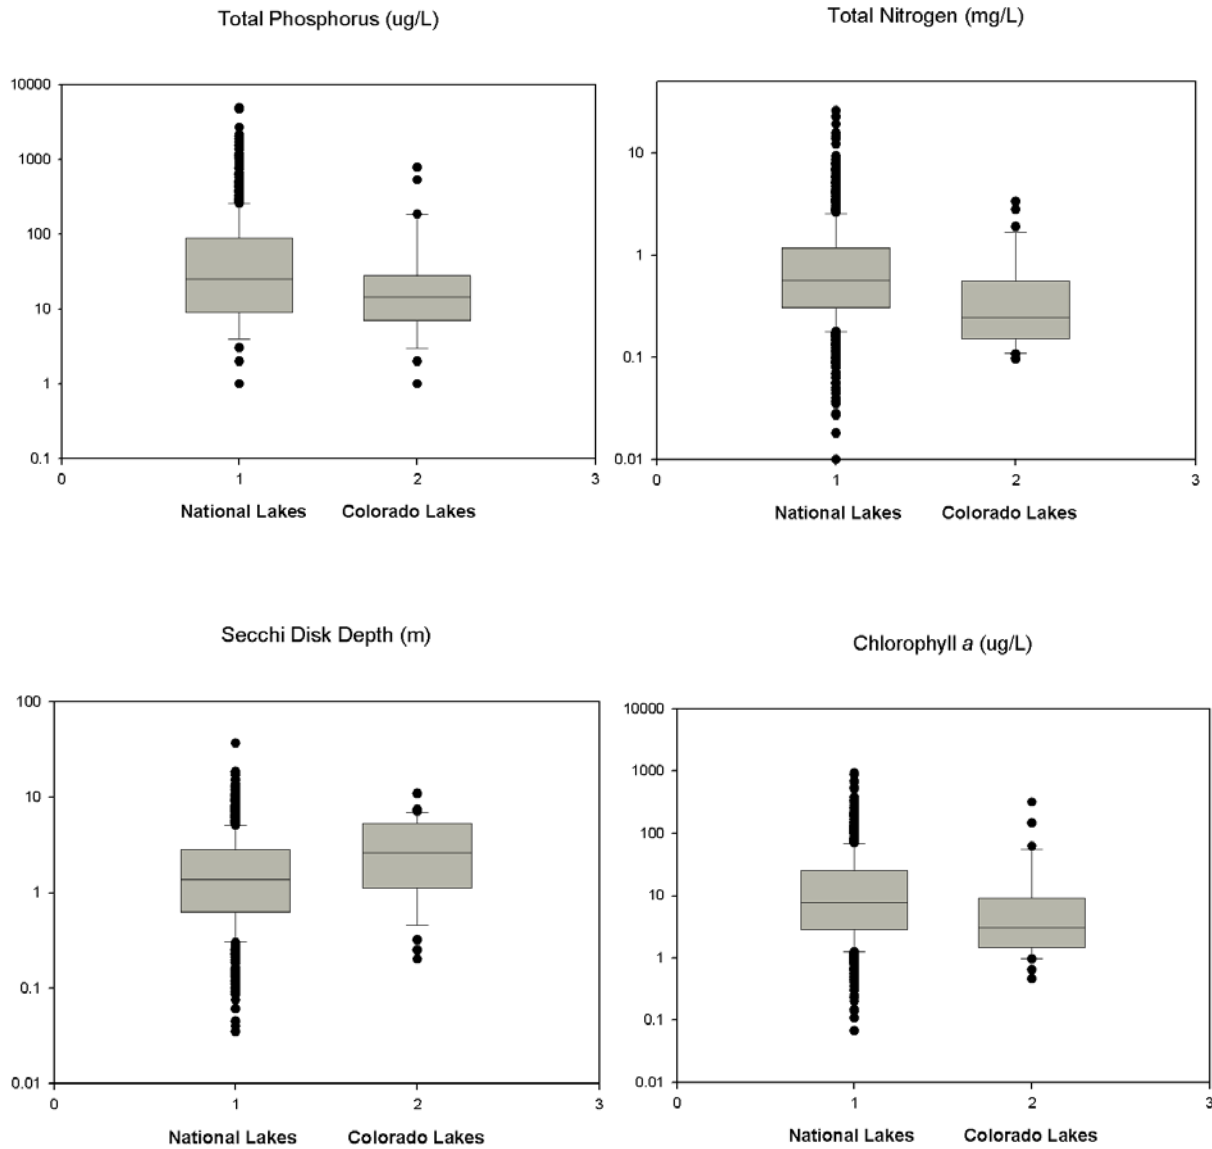 Total Phosphorus (ug/L)
10000
1000
100
10
1
0.1
0 1 2 3
National Lakes Colorado Lakes
Total Nitrogen (mg/L)
10
1
0.1
0.01
0 1 2 3
National Lakes Colorado Lakes
Secchi Disk Depth (m)
100
10
1
0.1
0.01
0 1 2 3
National Lakes Colorado Lakes
Chlorophyll a (ug/L)
10000
1000
100
10
1
0.1
0.01
0 1 2 3
National Lakes Colorado Lakes